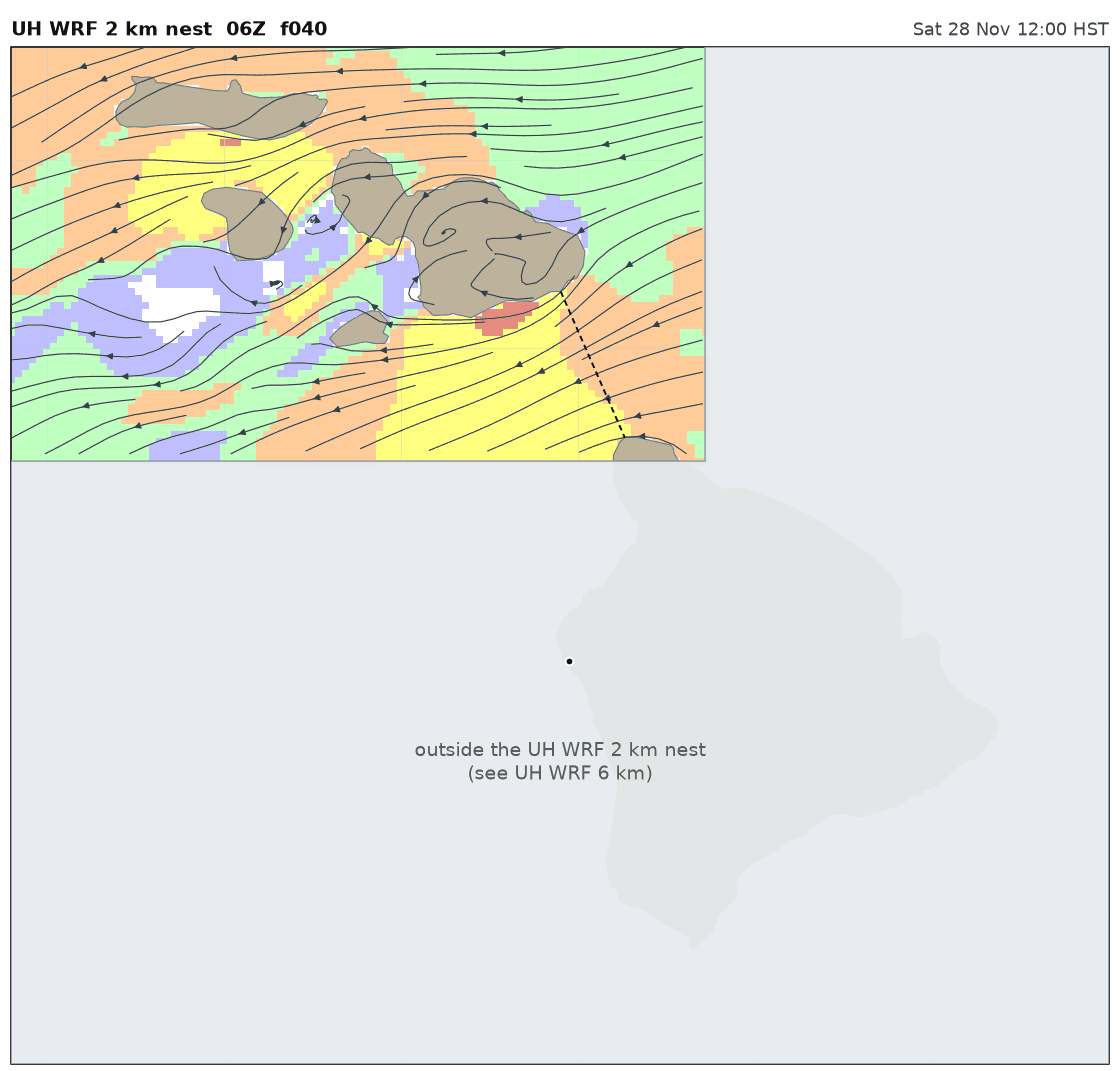 UH WRF 2 km nest  06Z  f040
Sat 28 Nov 12:00 HST
outside the UH WRF 2 km nest
(see UH WRF 6 km)